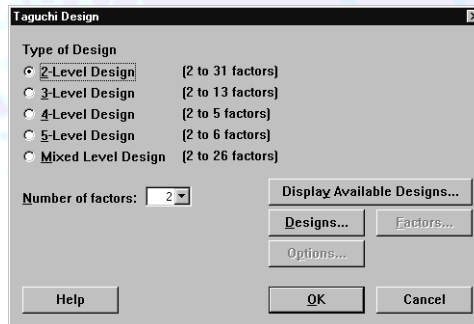 Taguchi Design
Type of Design
2-Level Design (2 to 31 factors)
3-Level Design (2 to 13 factors)
4-Level Design (2 to 5 factors)
5-Level Design (2 to 6 factors)
Mixed Level Design (2 to 26 factors)
Number of factors: 2
Display Available Designs...
Designs... Factors...
Options...
Help OK Cancel